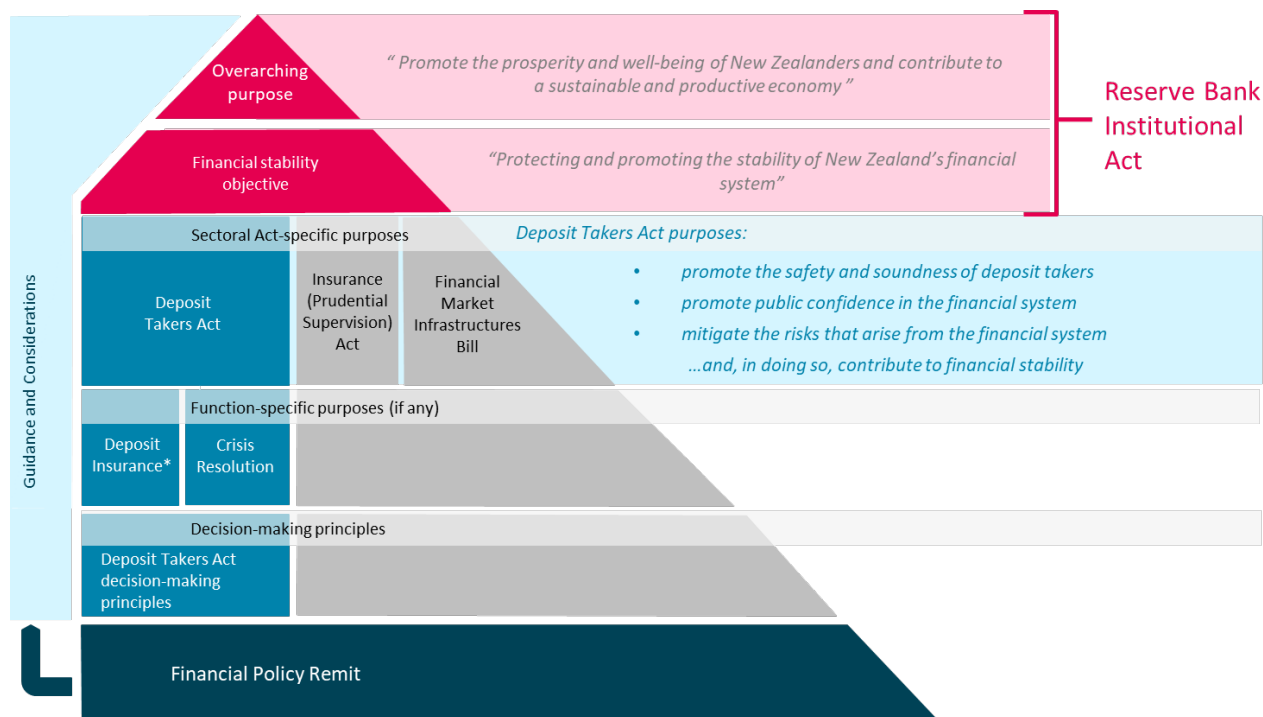 Overarching
purpose
“ Promote the prosperity and well-being of New Zealanders and contribute to
a sustainable and productive economy ”
Reserve Bank
Institutional
Act
Financial stability
objective
“Protecting and promoting the stability of New Zealand’s financial
system”
Guidance and Considerations
Sectoral Act-specific purposes
Deposit
Takers Act
Insurance
(Prudential
Supervision)
Act
Financial
Market
Infrastructures
Bill
Deposit Takers Act purposes:
• promote the safety and soundness of deposit takers
• promote public confidence in the financial system
• mitigate the risks that arise from the financial system
...and, in doing so, contribute to financial stability
Function-specific purposes (if any)
Deposit
Insurance*
Crisis
Resolution
Decision-making principles
Deposit Takers Act
decision-making
principles
Financial Policy Remit